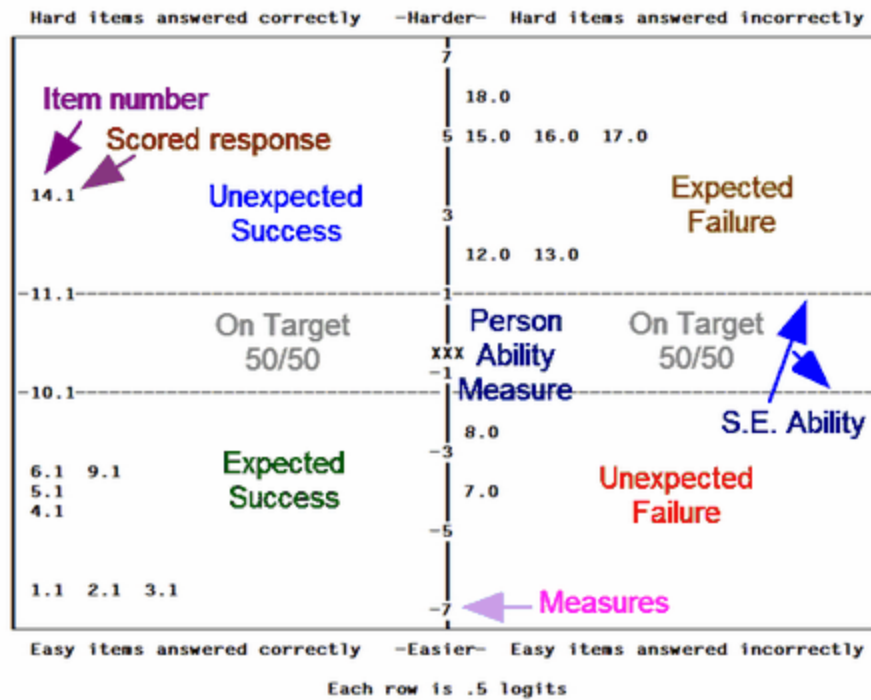 Hard items answered correctly -Harder- Hard items answered incorrectly
7
Item number
18.0
Scored response
5 15.0 16.0 17.0
14.1
Unexpected
Success
Expected
Failure
3
12.0 13.0
-11.1 1
On Target
50/50
Person
Ability
Measure
On Target
50/50
XXX
-1
-10.1
S.E. Ability
8.0
-3
6.1 9.1
5.1
4.1
Expected
Success
Unexpected
Failure
7.0
-5
1.1 2.1 3.1
-7
Measures
Easy items answered correctly -Easier- Easy items answered incorrectly
Each row is .5 logits